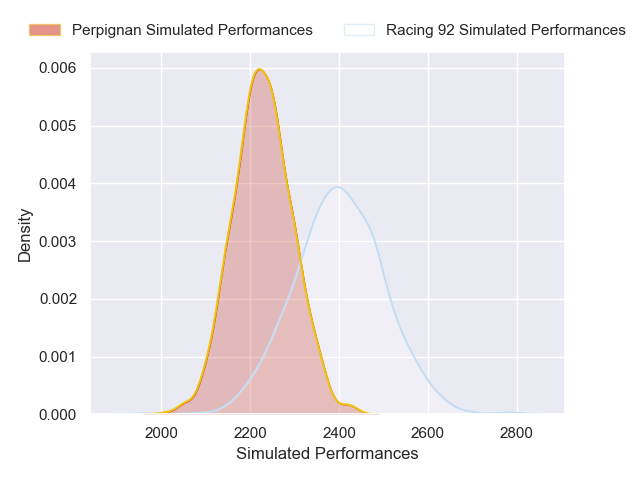 Perpignan Simulated Performances Racing 92 Simulated Performances
0.006
0.005
0.004
0.003
0.002
0.001
0.000
Density
2000 2200 2400 2600 2800
Simulated Performances